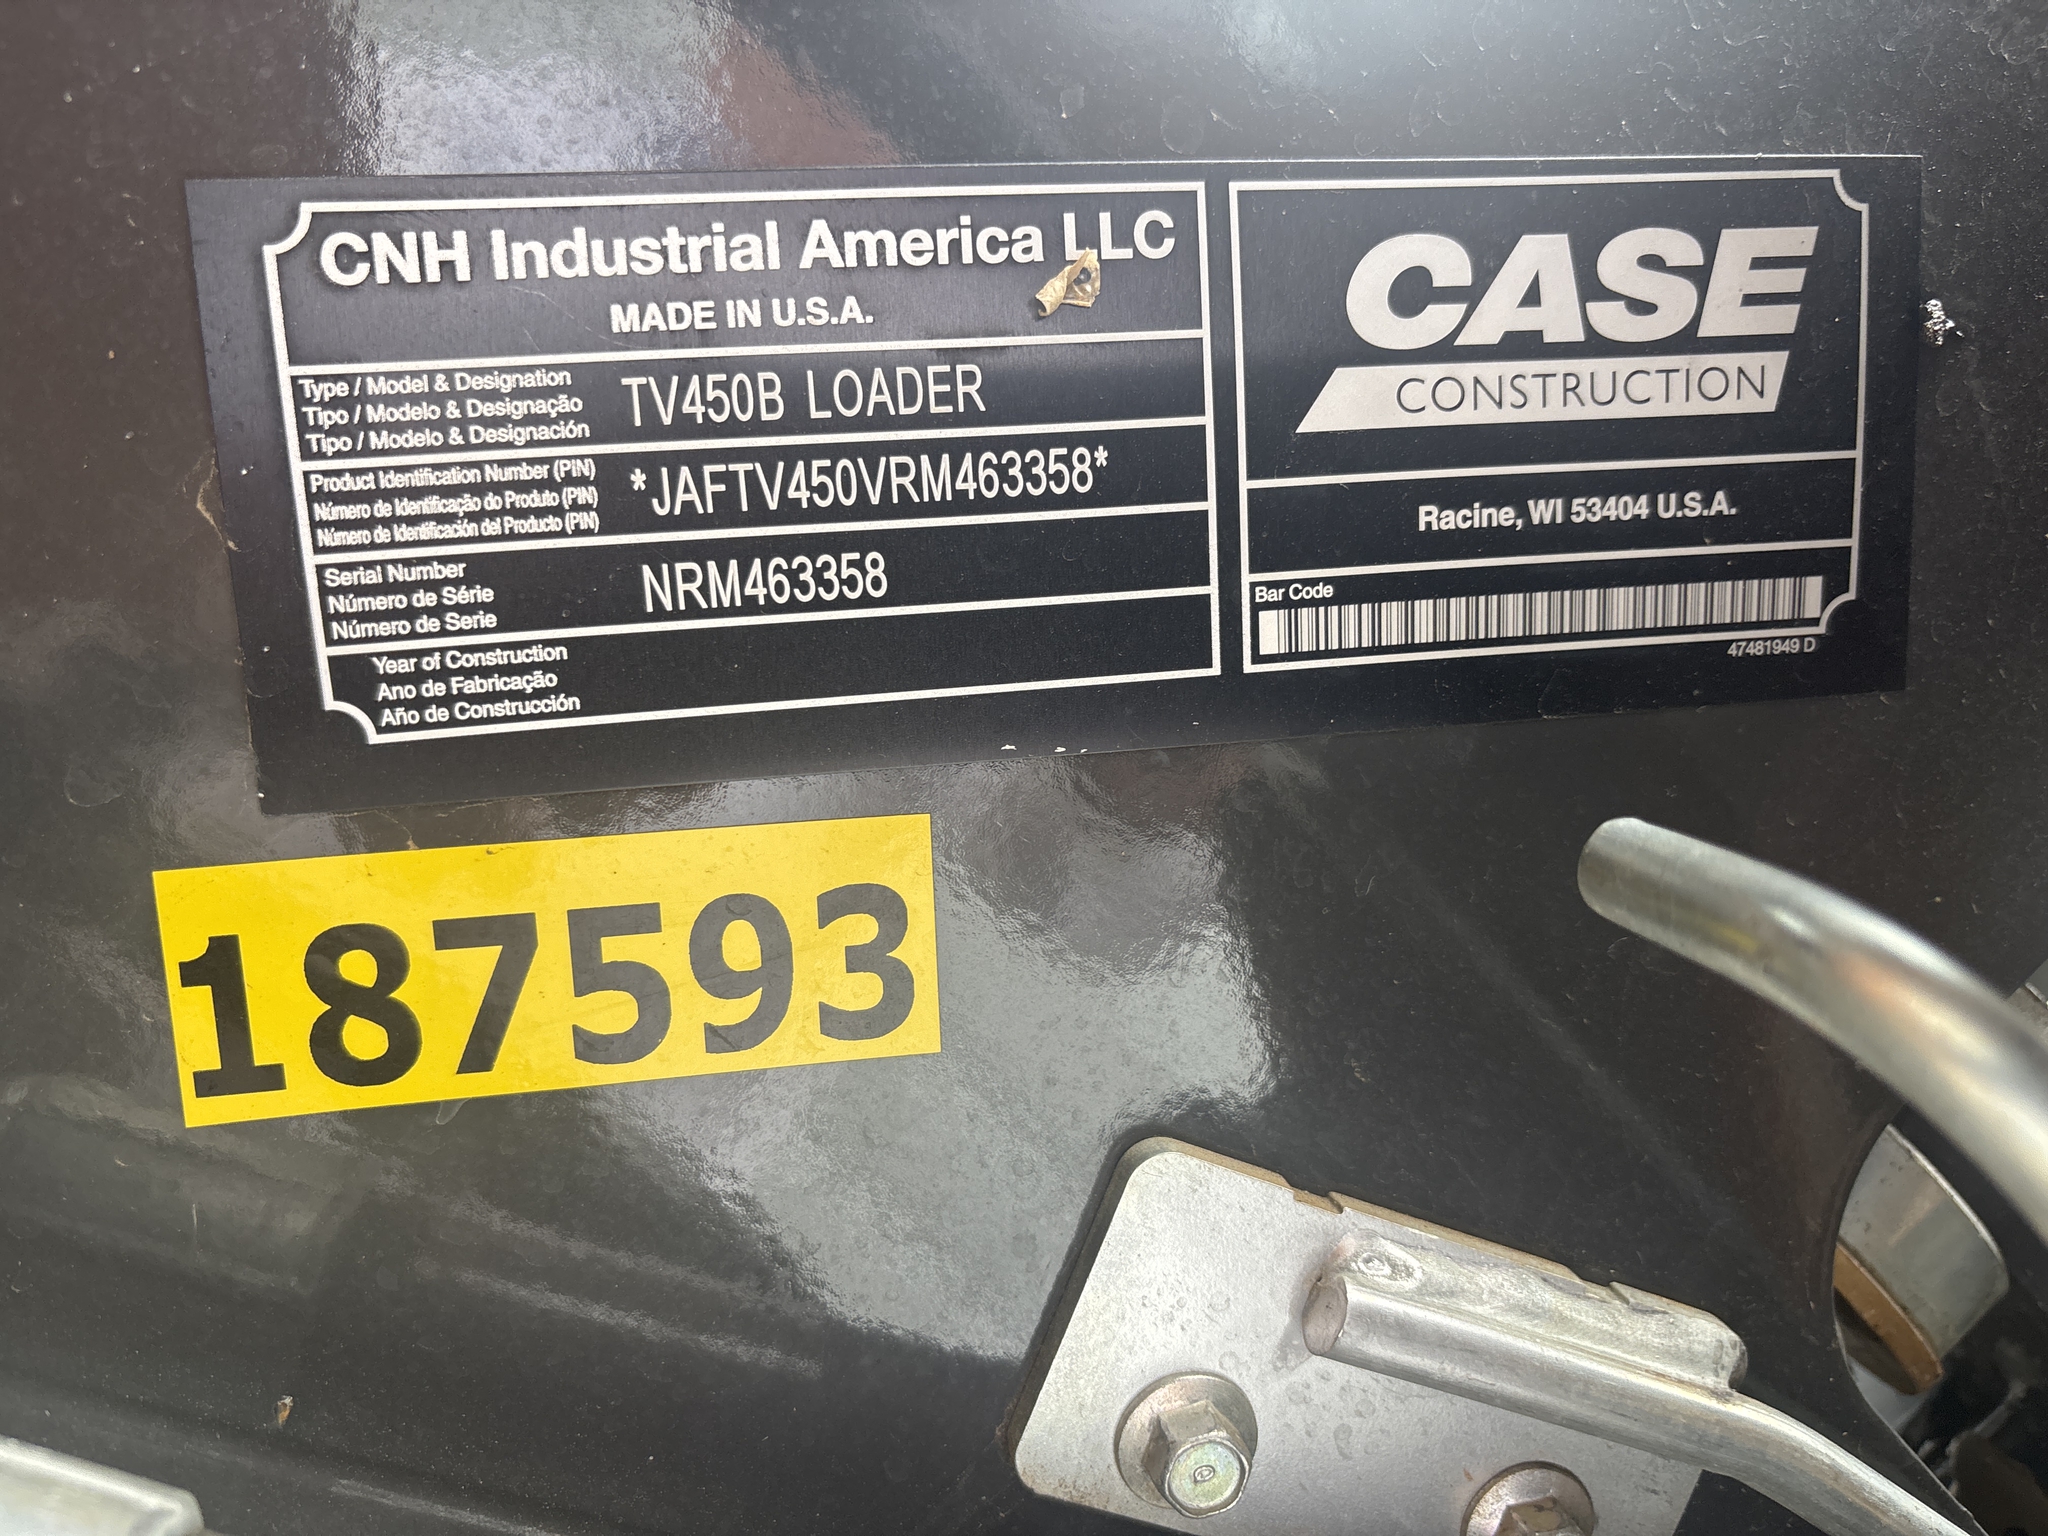 CNH Industrial America LLC
MADE IN U.S.A.
Type / Model & Designation
Tipo / Modelo & Designação
Tipo / Modelo & Designación
TV450B LOADER
Product Identification Number (PIN)
Número de Identificação do Produto (PIN)
Número de Identificación del Producto (PIN)
*JAFTV450VRM463358*
Serial Number
Número de Série
Número de Serie
NRM463358
Year of Construction
Ano de Fabricação
Año de Construcción
CASE
CONSTRUCTION
Racine, WI 53404 U.S.A.
Bar Code
47481949 D
187593